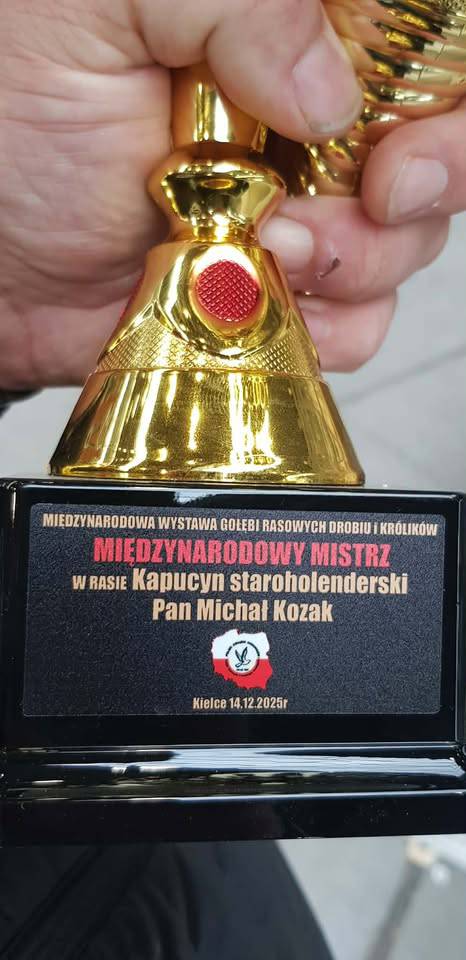 MIĘDZYNARODOWA WYSTAWA GOŁĘBI RASOWYCH DROBIU i KRÓLIKÓW
MIĘDZYNARODOWY MISTRZ
W RASIE Kapucyn staroholenderski
Pan Michał Kozak
Kielce 14.12.2025r